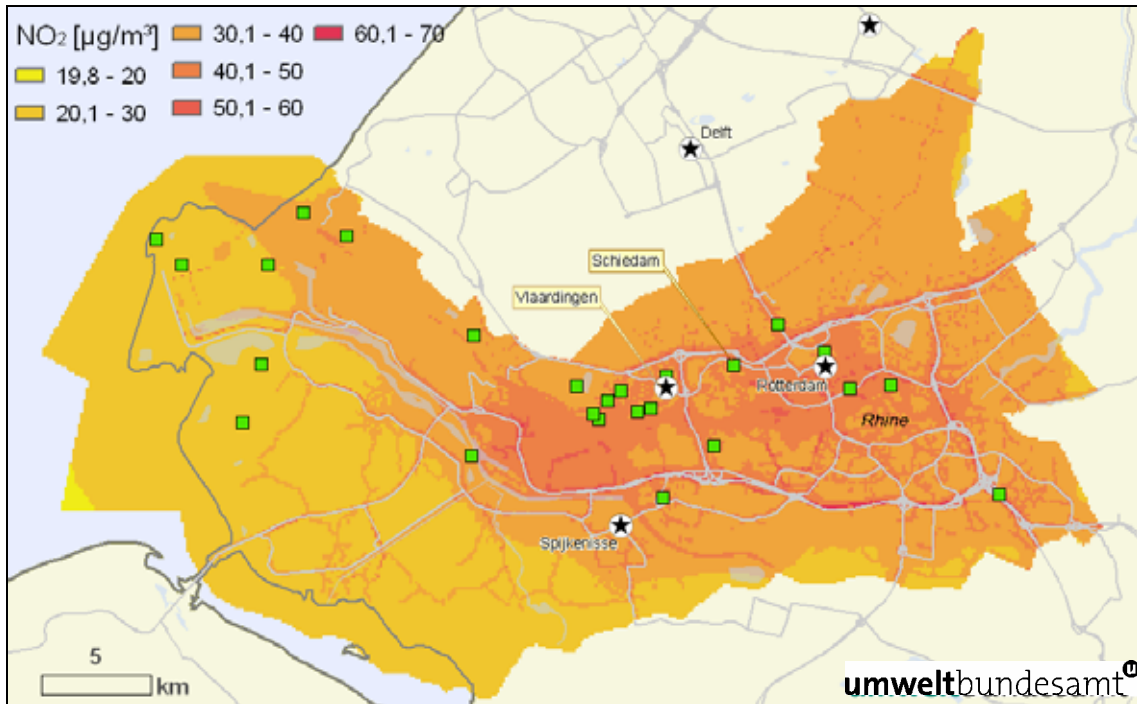 NO₂ [µg/m³]
19,8 - 20
20,1 - 30
30,1 - 40
40,1 - 50
50,1 - 60
60,1 - 70
Delft
Schiedam
Vlaardingen
Rotterdam
Rhine
Spijkenisse
5
km
umweltbundesamt
u